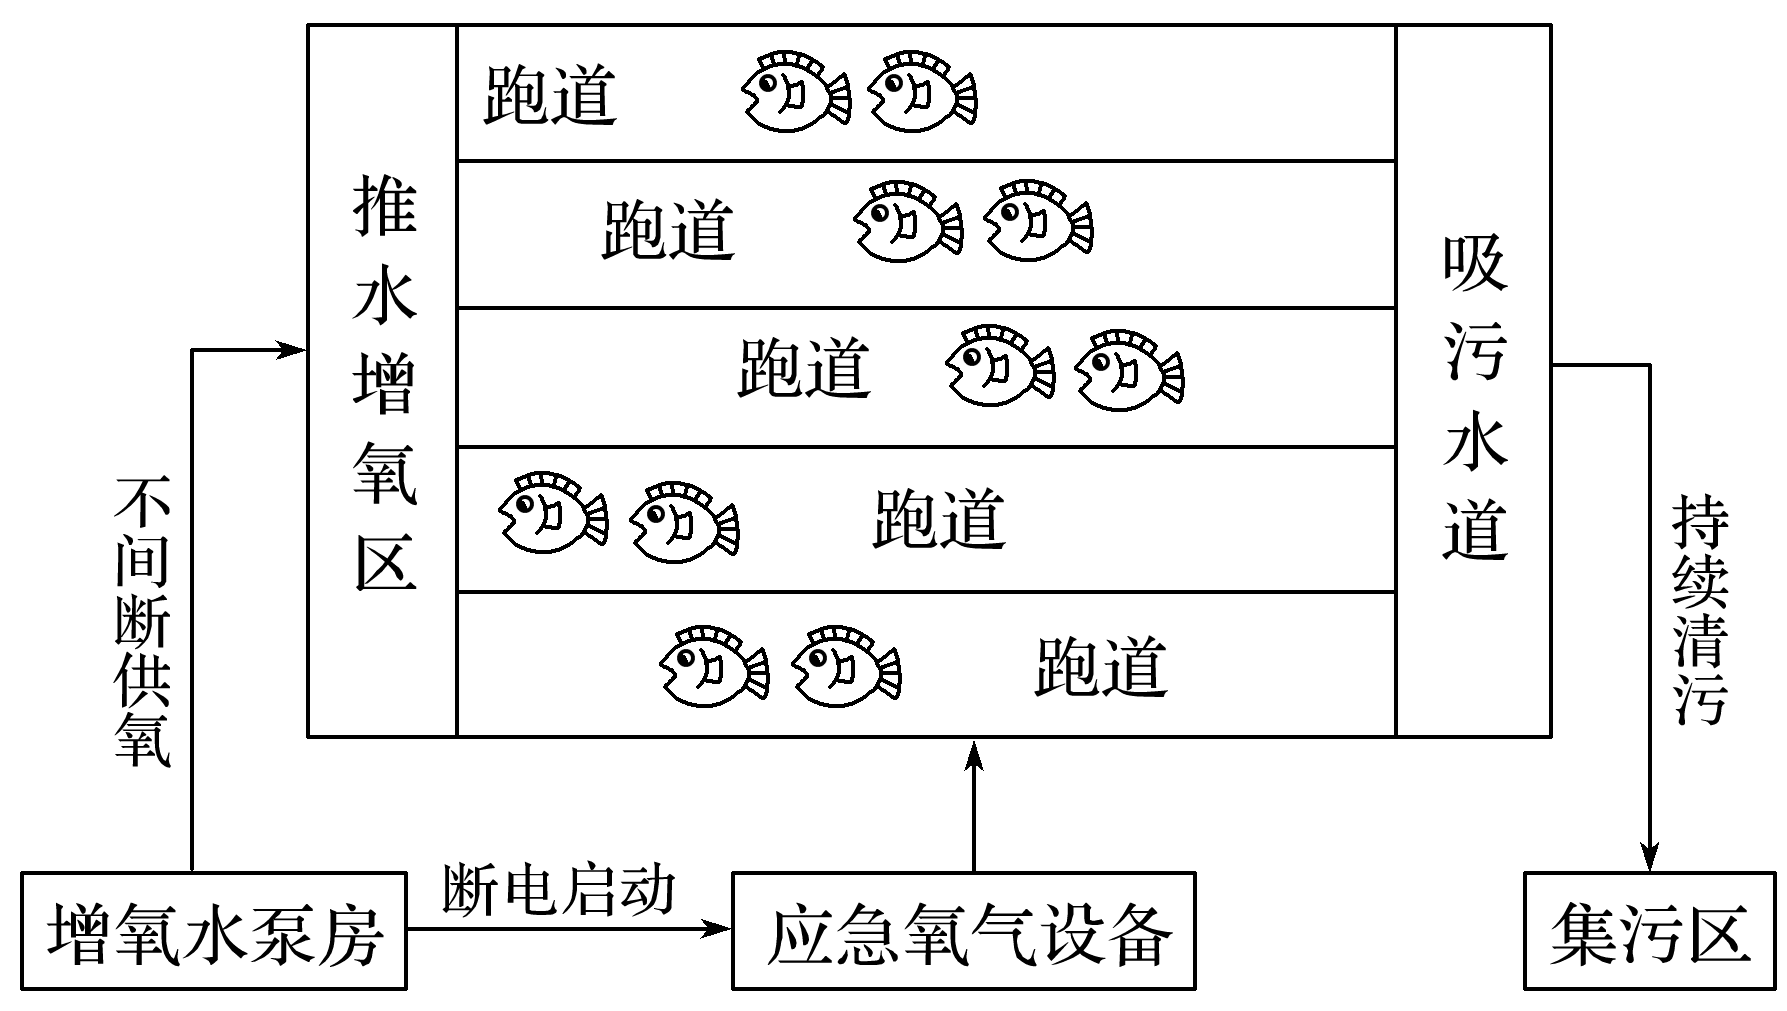 跑道
跑道
跑道
跑道
跑道
推水增氧区
吸污水道
不间断供氧
持续清污
断电启动
增氧水泵房
应急氧气设备
集污区